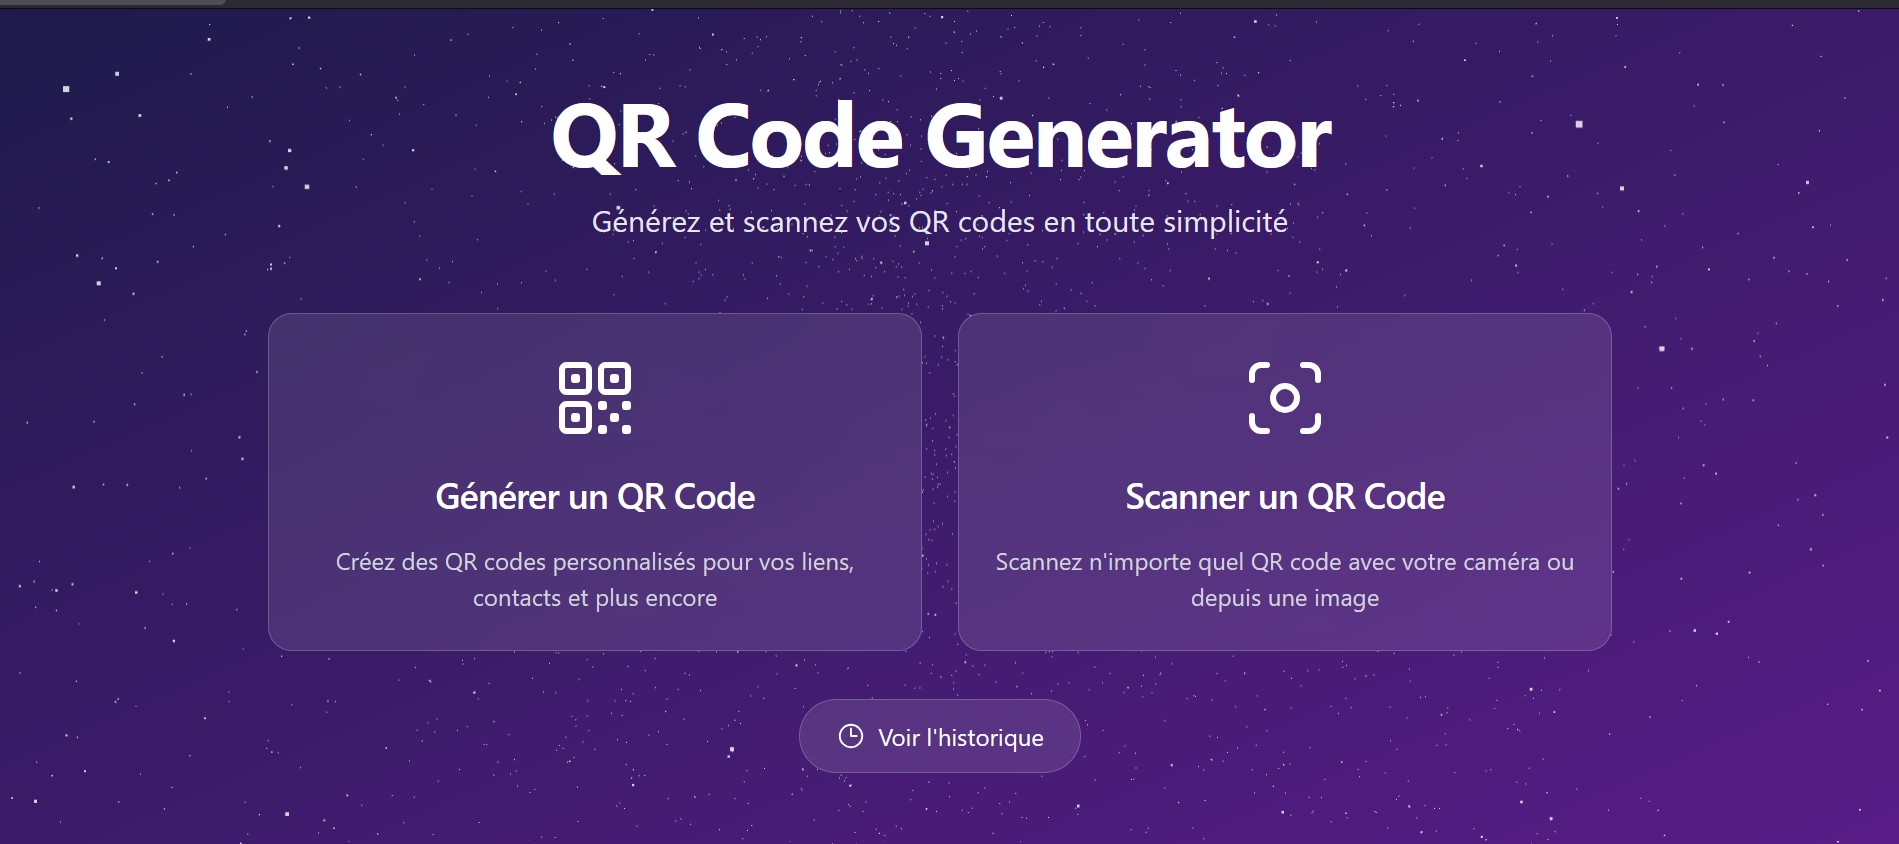 QR Code Generator
Générez et scannez vos QR codes en toute simplicité
Générer un QR Code
Créez des QR codes personnalisés pour vos liens,
contacts et plus encore
Scanner un QR Code
Scannez n'importe quel QR code avec votre caméra ou
depuis une image
Voir l'historique